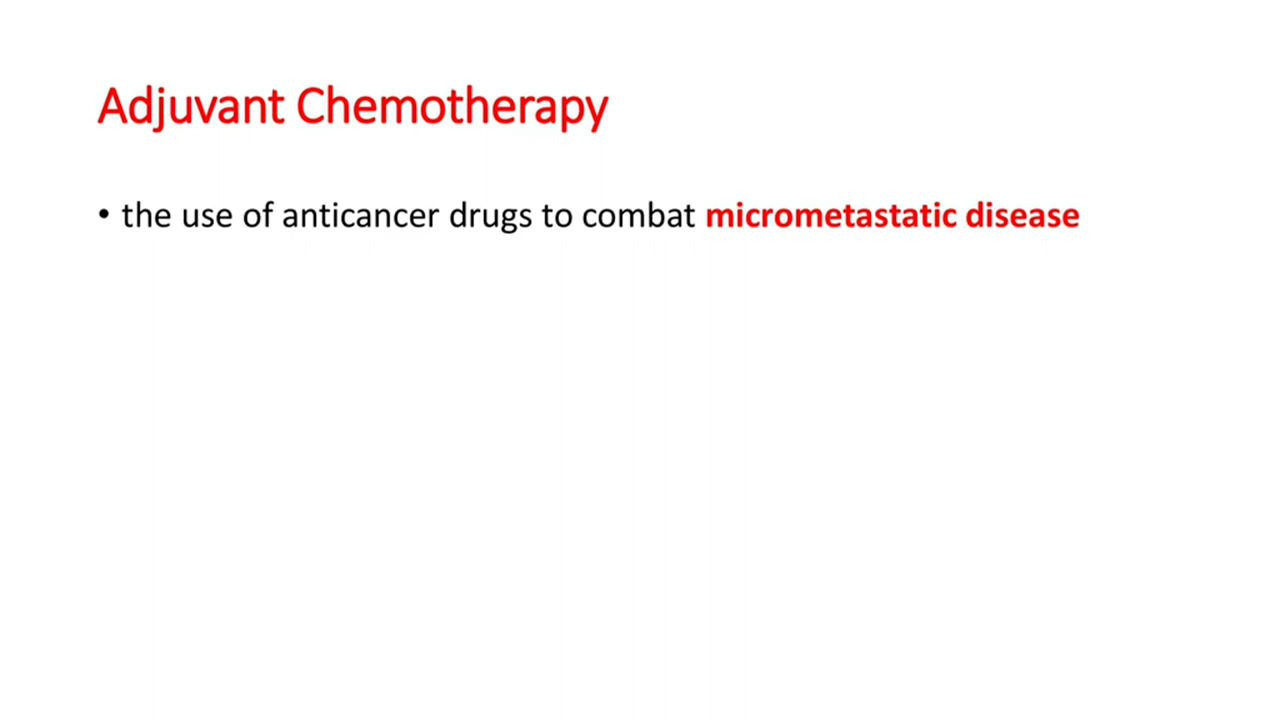 Adjuvant Chemotherapy
• the use of anticancer drugs to combat micrometastatic disease